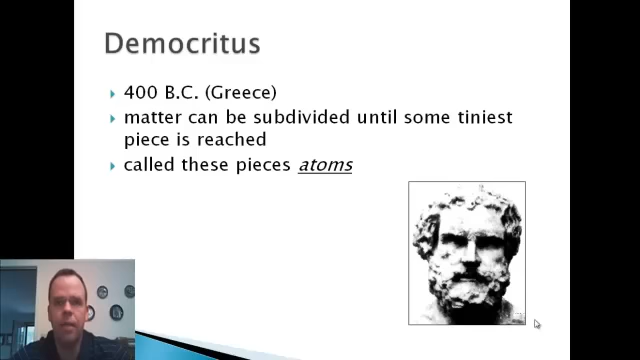 Democritus
400 B.C. (Greece)
matter can be subdivided until some tiniest
piece is reached
called these pieces atoms